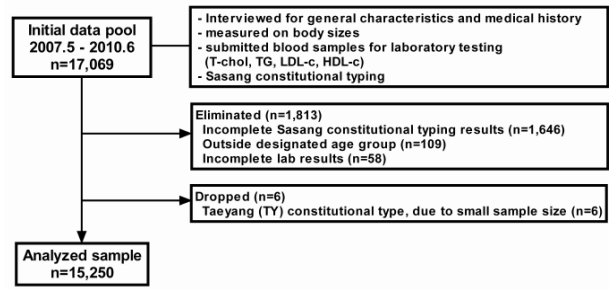 Initial data pool
2007.5 - 2010.6
n=17,069
- Interviewed for general characteristics and medical history
- measured on body sizes
- submitted blood samples for laboratory testing
(T-chol, TG, LDL-c, HDL-c)
- Sasang constitutional typing
Eliminated (n=1,813)
Incomplete Sasang constitutional typing results (n=1,646)
Outside designated age group (n=109)
Incomplete lab results (n=58)
Dropped (n=6)
Taeyang (TY) constitutional type, due to small sample size (n=6)
Analyzed sample
n=15,250